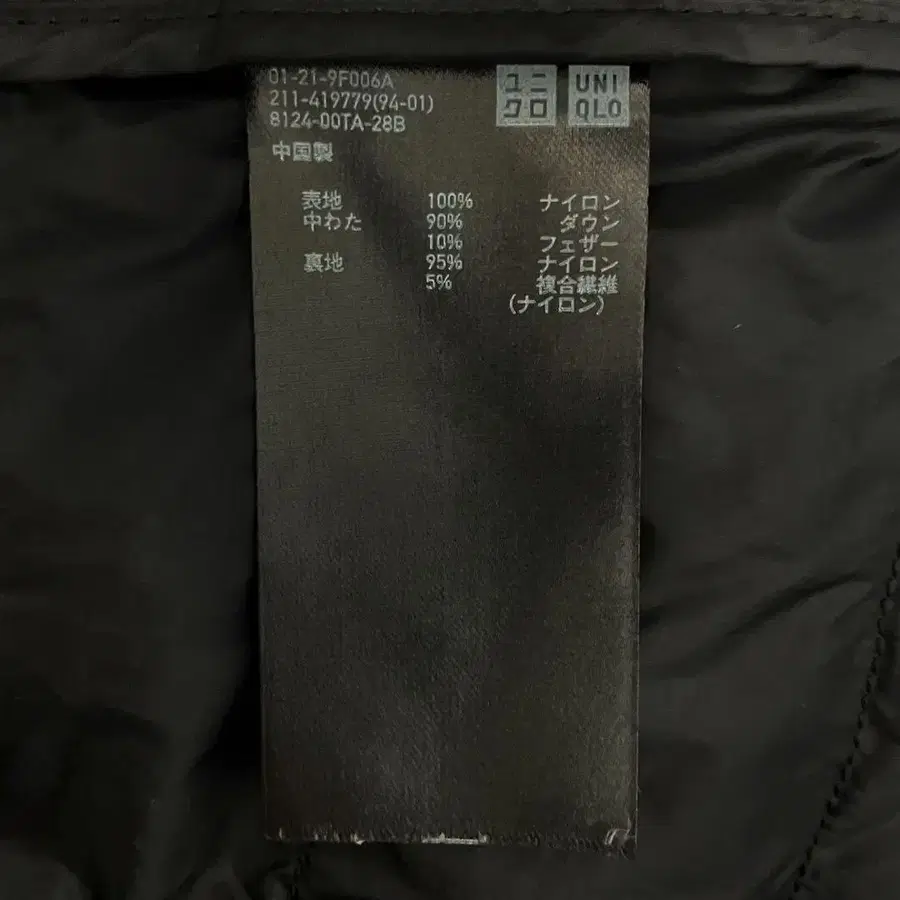 01-21-9F006A
211-419779(94-01)
8124-00TA-28B
ユニクロ UNIQLO
中国製
表地 100% ナイロン
中わた 90% ダウン
10% フェザー
裏地 95% ナイロン
5% 複合繊維
(ナイロン)